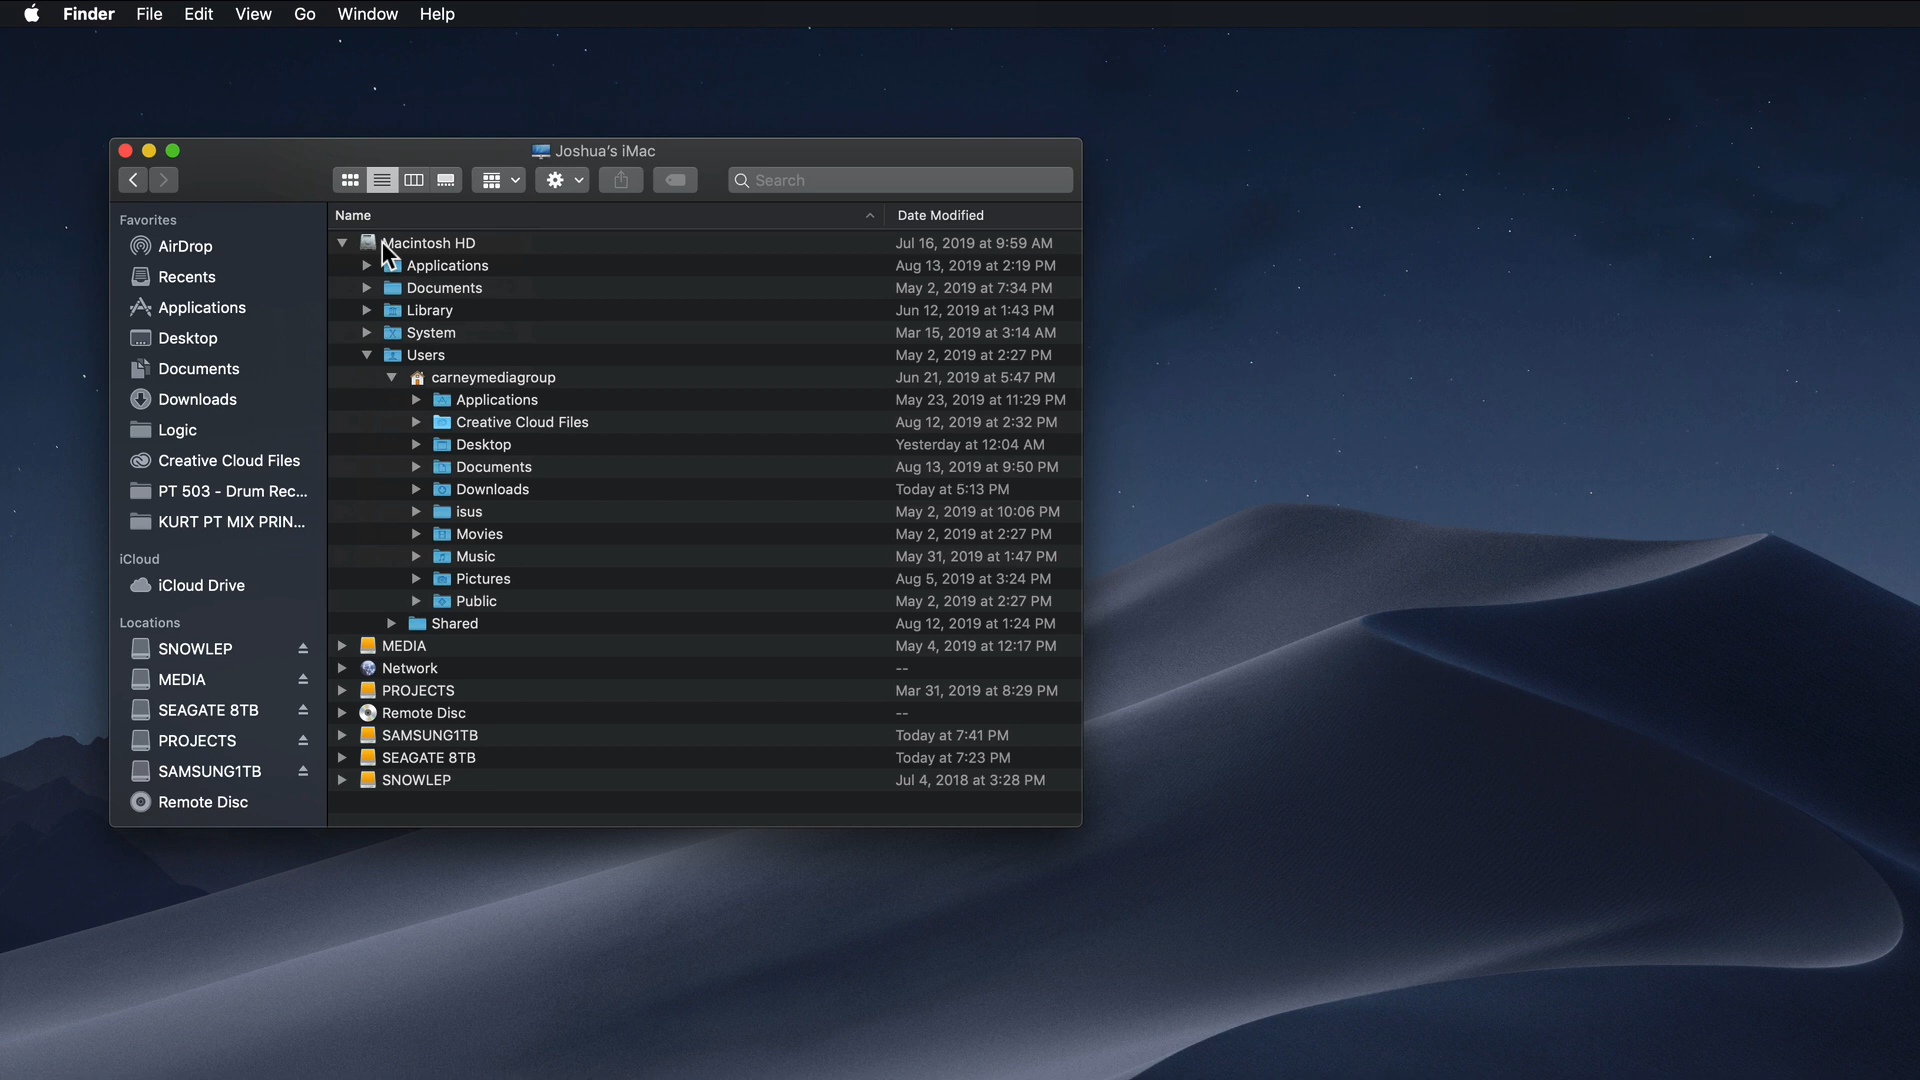 Finder File Edit View Go Window Help
Joshua's iMac
Search
Favorites
AirDrop
Recents
Applications
Desktop
Documents
Downloads
Logic
Creative Cloud Files
PT 503 - Drum Rec...
KURT PT MIX PRIN...
iCloud
iCloud Drive
Locations
SNOWLEP
MEDIA
SEAGATE 8TB
PROJECTS
SAMSUNG1TB
Remote Disc
Name Date Modified
Macintosh HD Jul 16, 2019 at 9:59 AM
Applications Aug 13, 2019 at 2:19 PM
Documents May 2, 2019 at 7:34 PM
Library Jun 12, 2019 at 1:43 PM
System Mar 15, 2019 at 3:14 AM
Users May 2, 2019 at 2:27 PM
carneymediagroup Jun 21, 2019 at 5:47 PM
Applications May 23, 2019 at 11:29 PM
Creative Cloud Files Aug 12, 2019 at 2:32 PM
Desktop Yesterday at 12:04 AM
Documents Aug 13, 2019 at 9:50 PM
Downloads Today at 5:13 PM
isus May 2, 2019 at 10:06 PM
Movies May 2, 2019 at 2:27 PM
Music May 31, 2019 at 1:47 PM
Pictures Aug 5, 2019 at 3:24 PM
Public May 2, 2019 at 2:27 PM
Shared Aug 12, 2019 at 1:24 PM
MEDIA May 4, 2019 at 12:17 PM
Network --
PROJECTS Mar 31, 2019 at 8:29 PM
Remote Disc --
SAMSUNG1TB Today at 7:41 PM
SEAGATE 8TB Today at 7:23 PM
SNOWLEP Jul 4, 2018 at 3:28 PM